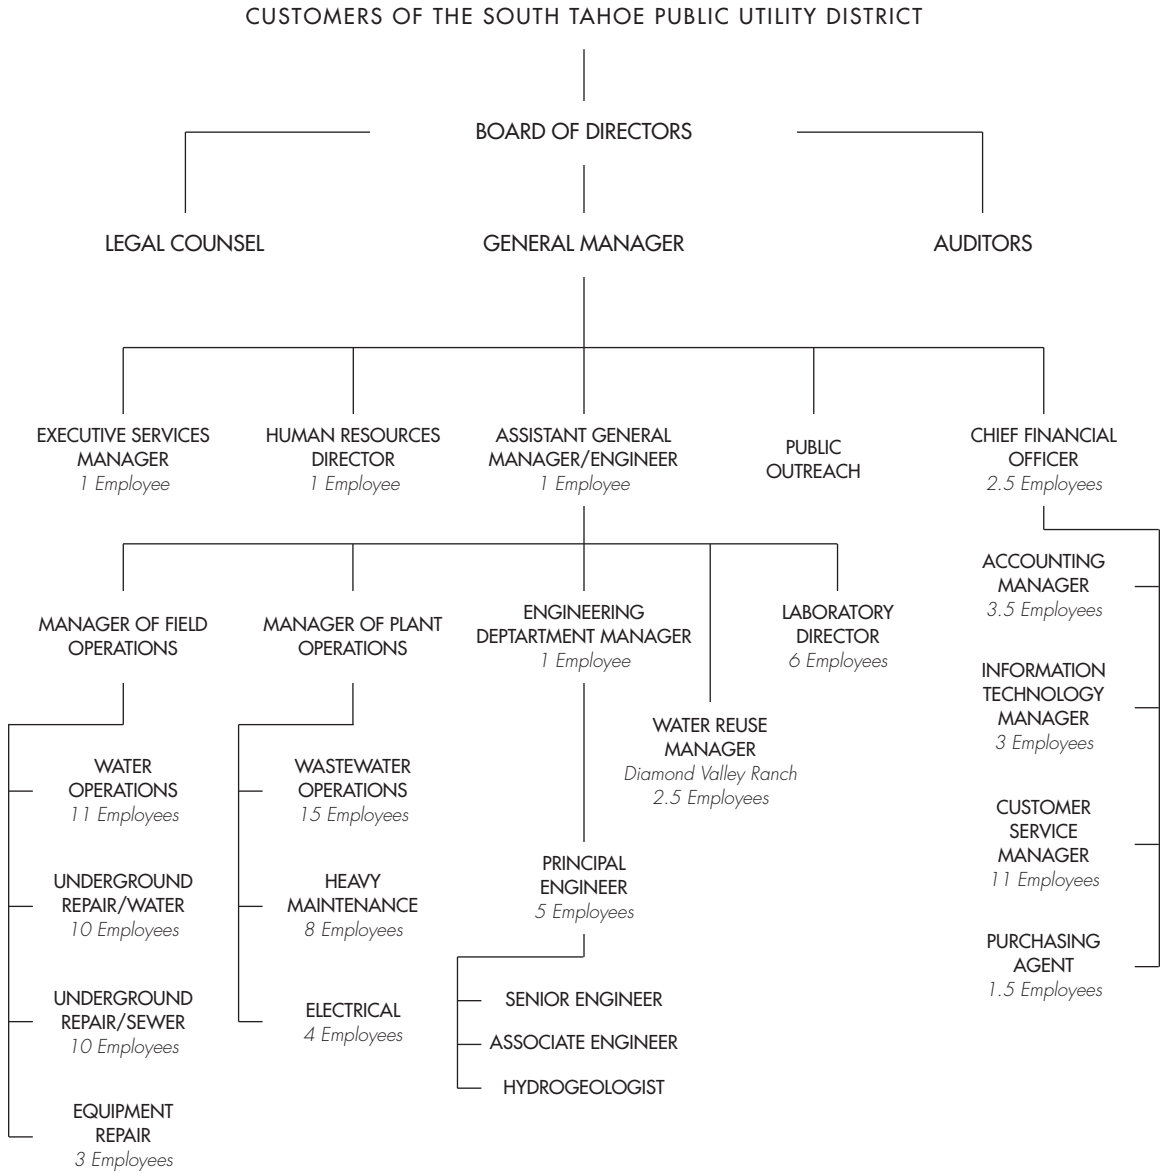 CUSTOMERS OF THE SOUTH TAHOE PUBLIC UTILITY DISTRICT
BOARD OF DIRECTORS
LEGAL COUNSEL
GENERAL MANAGER
AUDITORS
EXECUTIVE SERVICES
MANAGER
1 Employee
HUMAN RESOURCES
DIRECTOR
1 Employee
ASSISTANT GENERAL
MANAGER/ENGINEER
1 Employee
PUBLIC
OUTREACH
CHIEF FINANCIAL
OFFICER
2.5 Employees
MANAGER OF FIELD
OPERATIONS
WATER
OPERATIONS
11 Employees
UNDERGROUND
REPAIR/WATER
10 Employees
UNDERGROUND
REPAIR/SEWER
10 Employees
EQUIPMENT
REPAIR
3 Employees
MANAGER OF PLANT
OPERATIONS
WASTEWATER
OPERATIONS
15 Employees
HEAVY
MAINTENANCE
8 Employees
ELECTRICAL
4 Employees
ENGINEERING
DEPTARTMENT MANAGER
1 Employee
PRINCIPAL
ENGINEER
5 Employees
SENIOR ENGINEER
ASSOCIATE ENGINEER
HYDROGEOLOGIST
WATER REUSE
MANAGER
Diamond Valley Ranch
2.5 Employees
LABORATORY
DIRECTOR
6 Employees
ACCOUNTING
MANAGER
3.5 Employees
INFORMATION
TECHNOLOGY
MANAGER
3 Employees
CUSTOMER
SERVICE
MANAGER
11 Employees
PURCHASING
AGENT
1.5 Employees